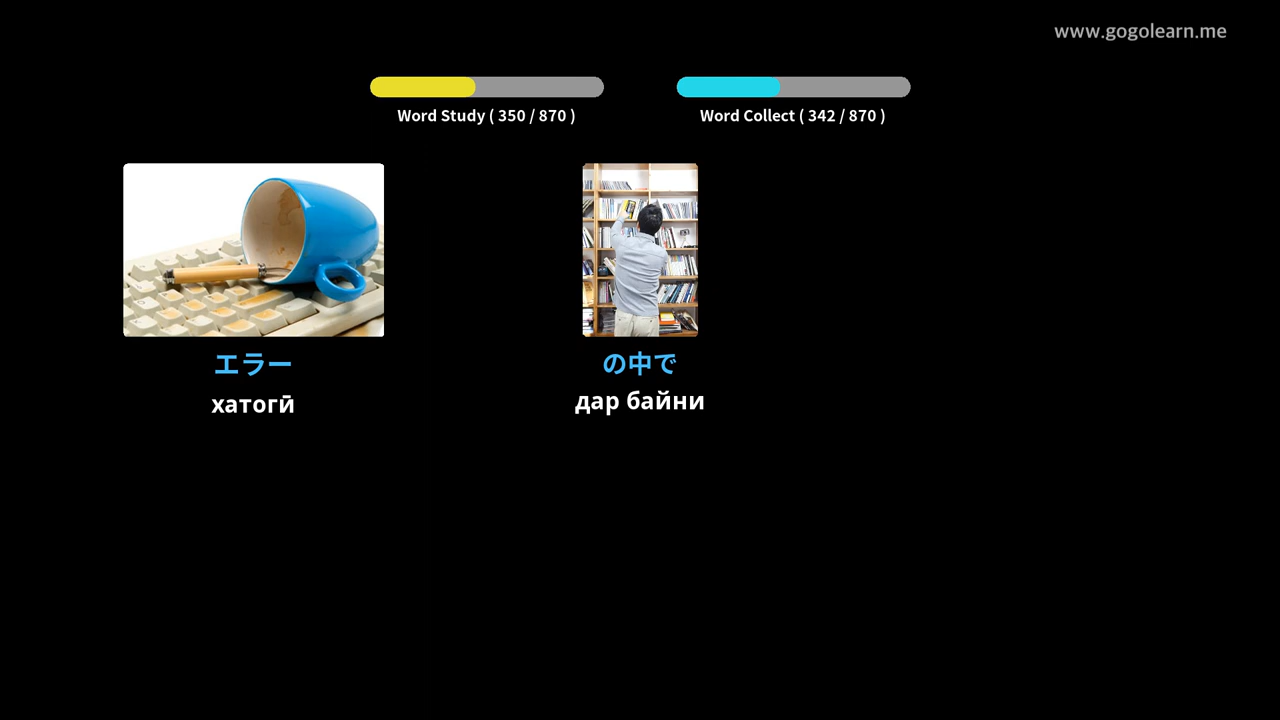 www.gogolearn.me
Word Study ( 350 / 870 )
Word Collect ( 342 / 870 )
エラー
хатогӣ
の中で
дар байни